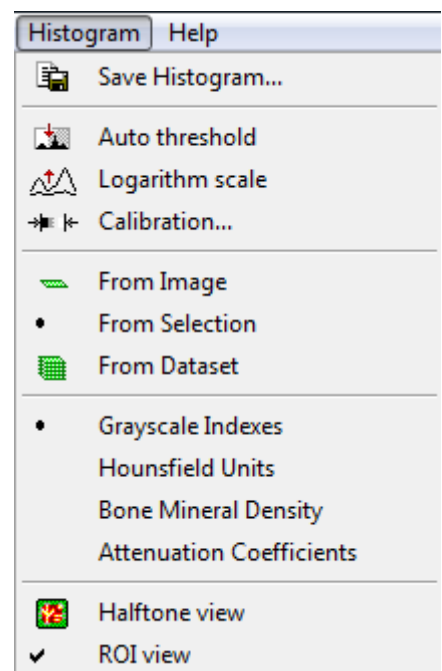 Histogram Help
Save Histogram...
Auto threshold
Logarithm scale
Calibration...
From Image
From Selection
From Dataset
Grayscale Indexes
Hounsfield Units
Bone Mineral Density
Attenuation Coefficients
Halftone view
ROI view